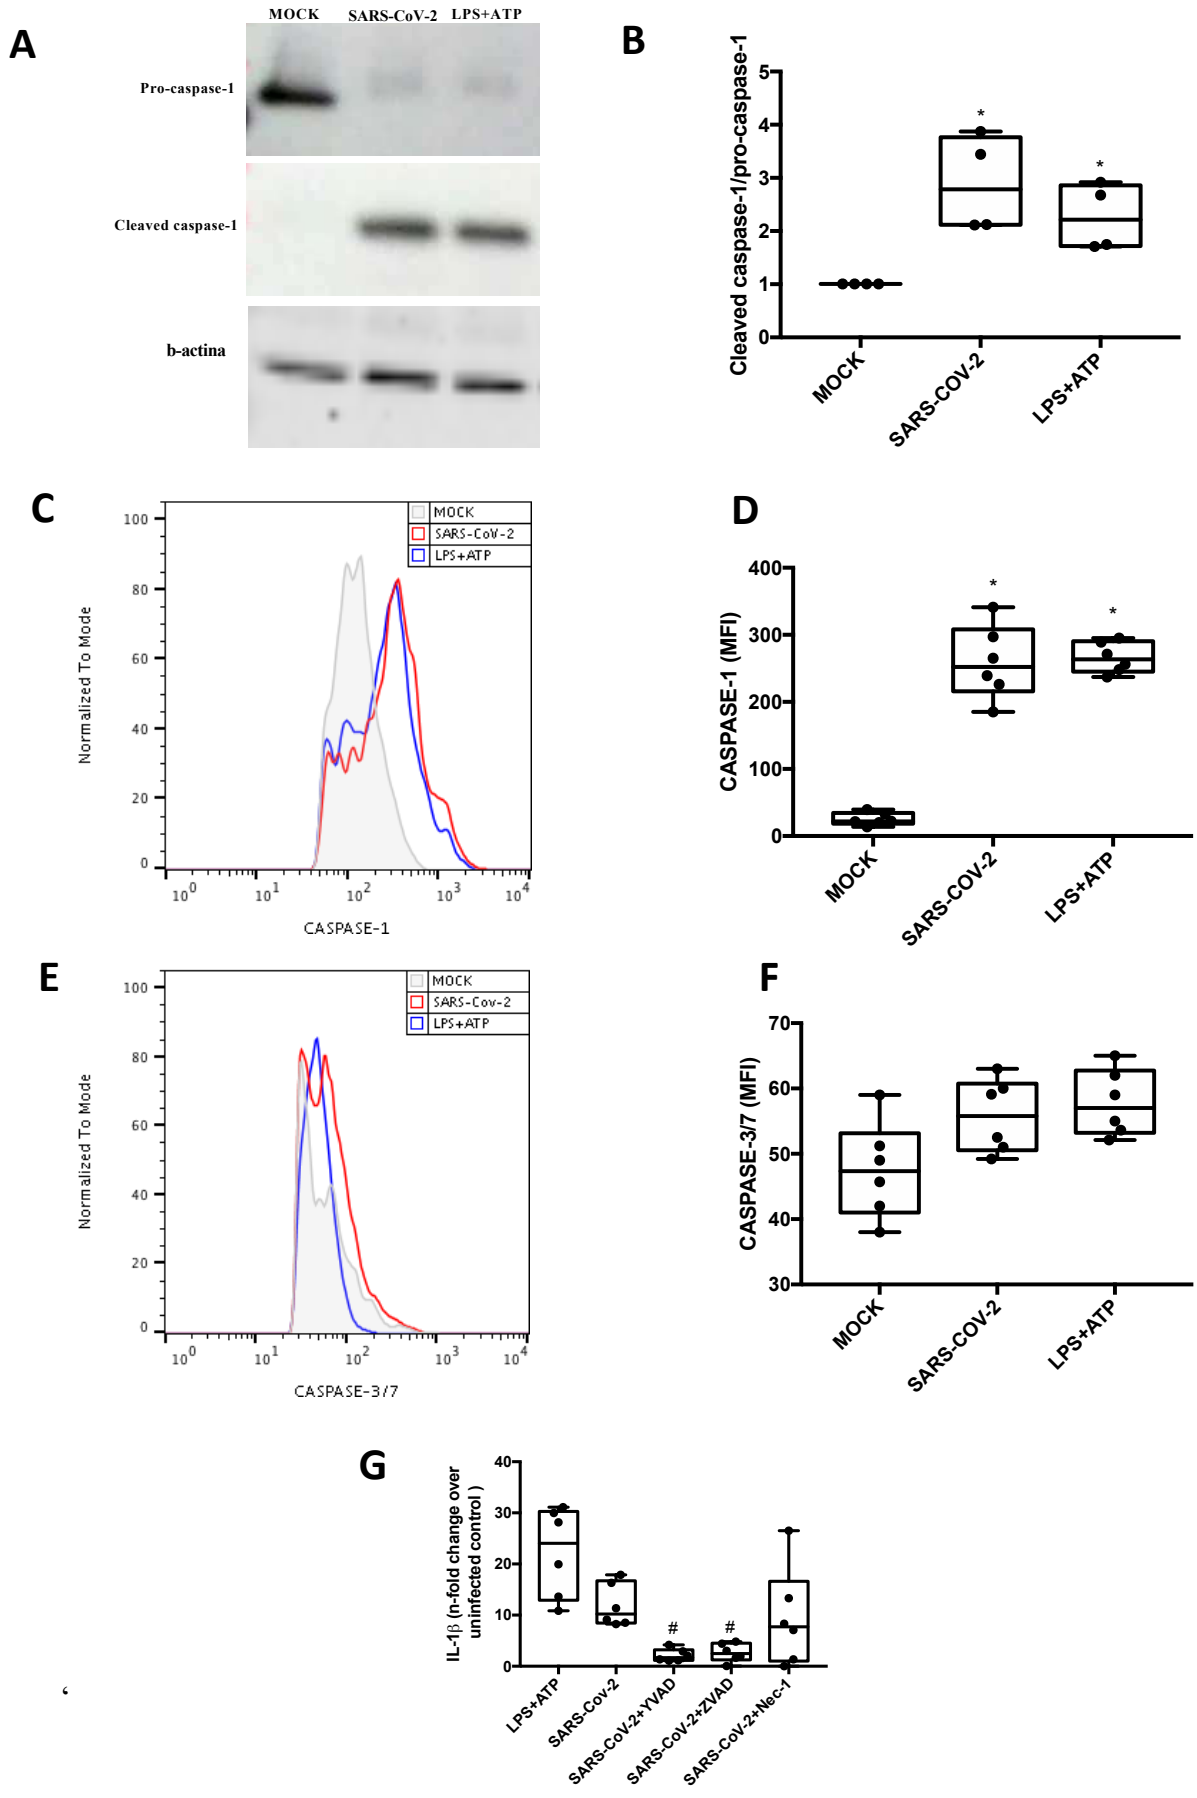 A
MOCK SARS-CoV-2 LPS+ATP
Pro-caspase-1
Cleaved caspase-1
b-actina
B
Cleaved caspase-1/pro-caspase-1
5
4
3
2
1
0
MOCK
SARS-COV-2
LPS+ATP
*
*
C
Normalized To Mode
100
80
60
40
20
0
10^0 10^1 10^2 10^3 10^4
CASPASE-1
MOCK
SARS-CoV-2
LPS+ATP
D
CASPASE-1 (MFI)
400
300
200
100
0
MOCK
SARS-COV-2
LPS+ATP
*
*
E
Normalized To Mode
100
80
60
40
20
0
10^0 10^1 10^2 10^3 10^4
CASPASE-3/7
MOCK
SARS-Cov-2
LPS+ATP
F
CASPASE-3/7 (MFI)
70
60
50
40
30
MOCK
SARS-COV-2
LPS+ATP
G
IL-1β (n-fold change over
uninfected control )
40
30
20
10
0
#
#
LPS+ATP
SARS-Cov-2
SARS-CoV-2+YVAD
SARS-CoV-2+ZVAD
SARS-CoV-2+Nec-1
‘